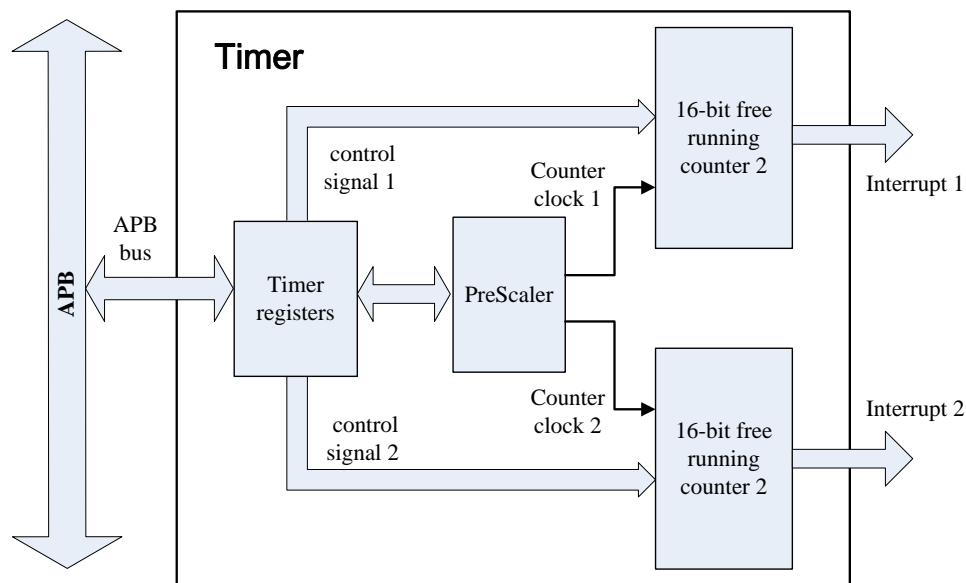 Timer
16-bit free
running
counter 2
control
signal 1
Counter
clock 1
Interrupt 1
APB
bus
APB
Timer
registers
PreScaler
Counter
clock 2
control
signal 2
16-bit free
running
counter 2
Interrupt 2